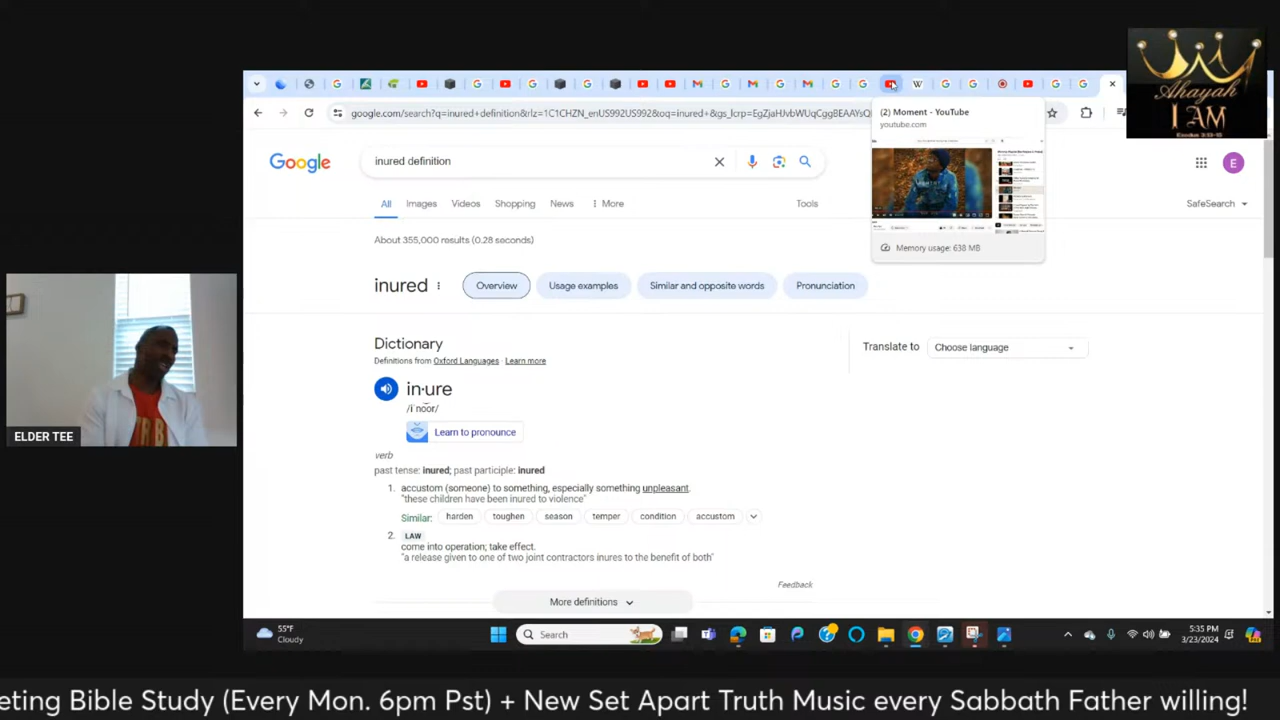 Ahayah
I AM
Exodus 3:13-15
(2) Moment - YouTube
youtube.com
Memory usage: 638 MB
Google
inured definition
All Images Videos Shopping News More Tools
SafeSearch
E
About 355,000 results (0.28 seconds)
inured Overview Usage examples Similar and opposite words Pronunciation
Dictionary
Definitions from Oxford Languages · Learn more
Translate to Choose language
in·ure
/iˈno͝or/
Learn to pronounce
verb
past tense: inured; past participle: inured
1. accustom (someone) to something, especially something unpleasant.
"these children have been inured to violence"
Similar: harden toughen season temper condition accustom
2. LAW
come into operation; take effect.
"a release given to one of two joint contractors inures to the benefit of both"
Feedback
More definitions
ELDER TEE
55°F
Cloudy
Search
5:35 PM
3/23/2024
eting Bible Study (Every Mon. 6pm Pst) + New Set Apart Truth Music every Sabbath Father willing!